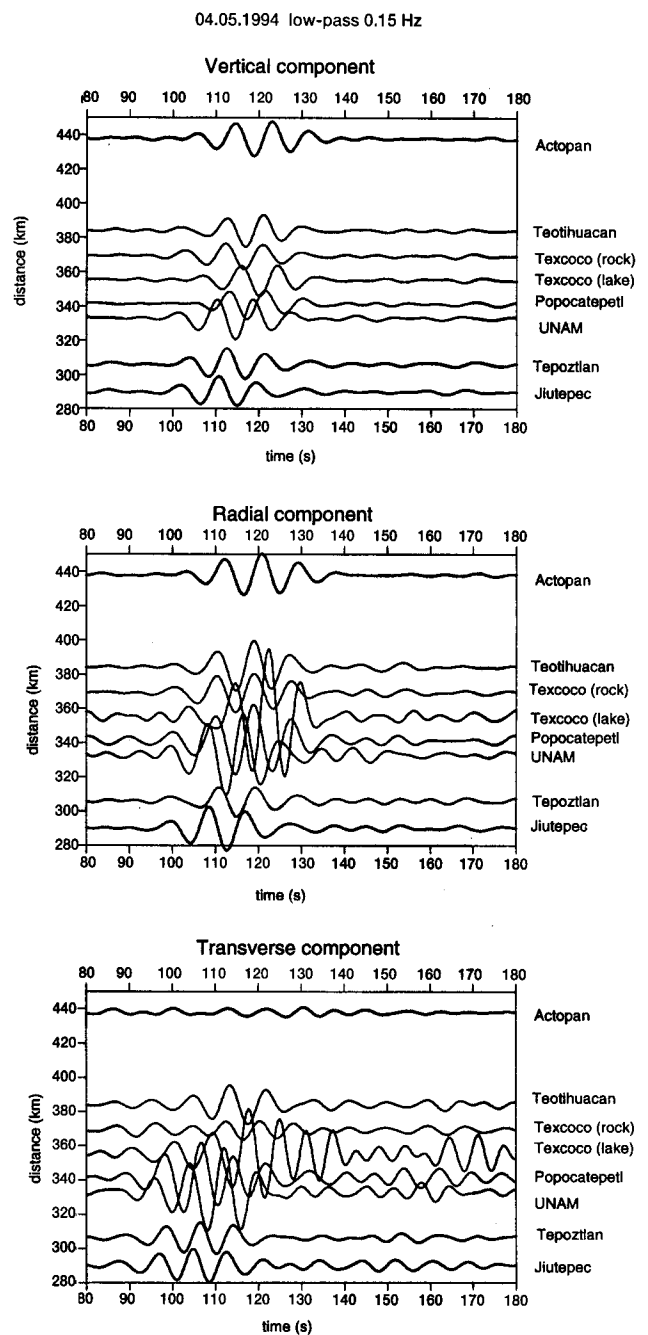 04.05.1994 low-pass 0.15 Hz
Vertical component
80 90 100 110 120 130 140 150 160 170 180
440
420
400
380
360
340
320
300
280
distance (km)
Actopan
Teotihuacan
Texcoco (rock)
Texcoco (lake)
Popocatepetl
UNAM
Tepoztlan
Jiutepec
80 90 100 110 120 130 140 150 160 170 180
time (s)
Radial component
80 90 100 110 120 130 140 150 160 170 180
440
420
400
380
360
340
320
300
280
distance (km)
Actopan
Teotihuacan
Texcoco (rock)
Texcoco (lake)
Popocatepetl
UNAM
Tepoztlan
Jiutepec
80 90 100 110 120 130 140 150 160 170 180
time (s)
Transverse component
80 90 100 110 120 130 140 150 160 170 180
440
420
400
380
360
340
320
300
280
distance (km)
Actopan
Teotihuacan
Texcoco (rock)
Texcoco (lake)
Popocatepetl
UNAM
Tepoztlan
Jiutepec
80 90 100 110 120 130 140 150 160 170 180
time (s)